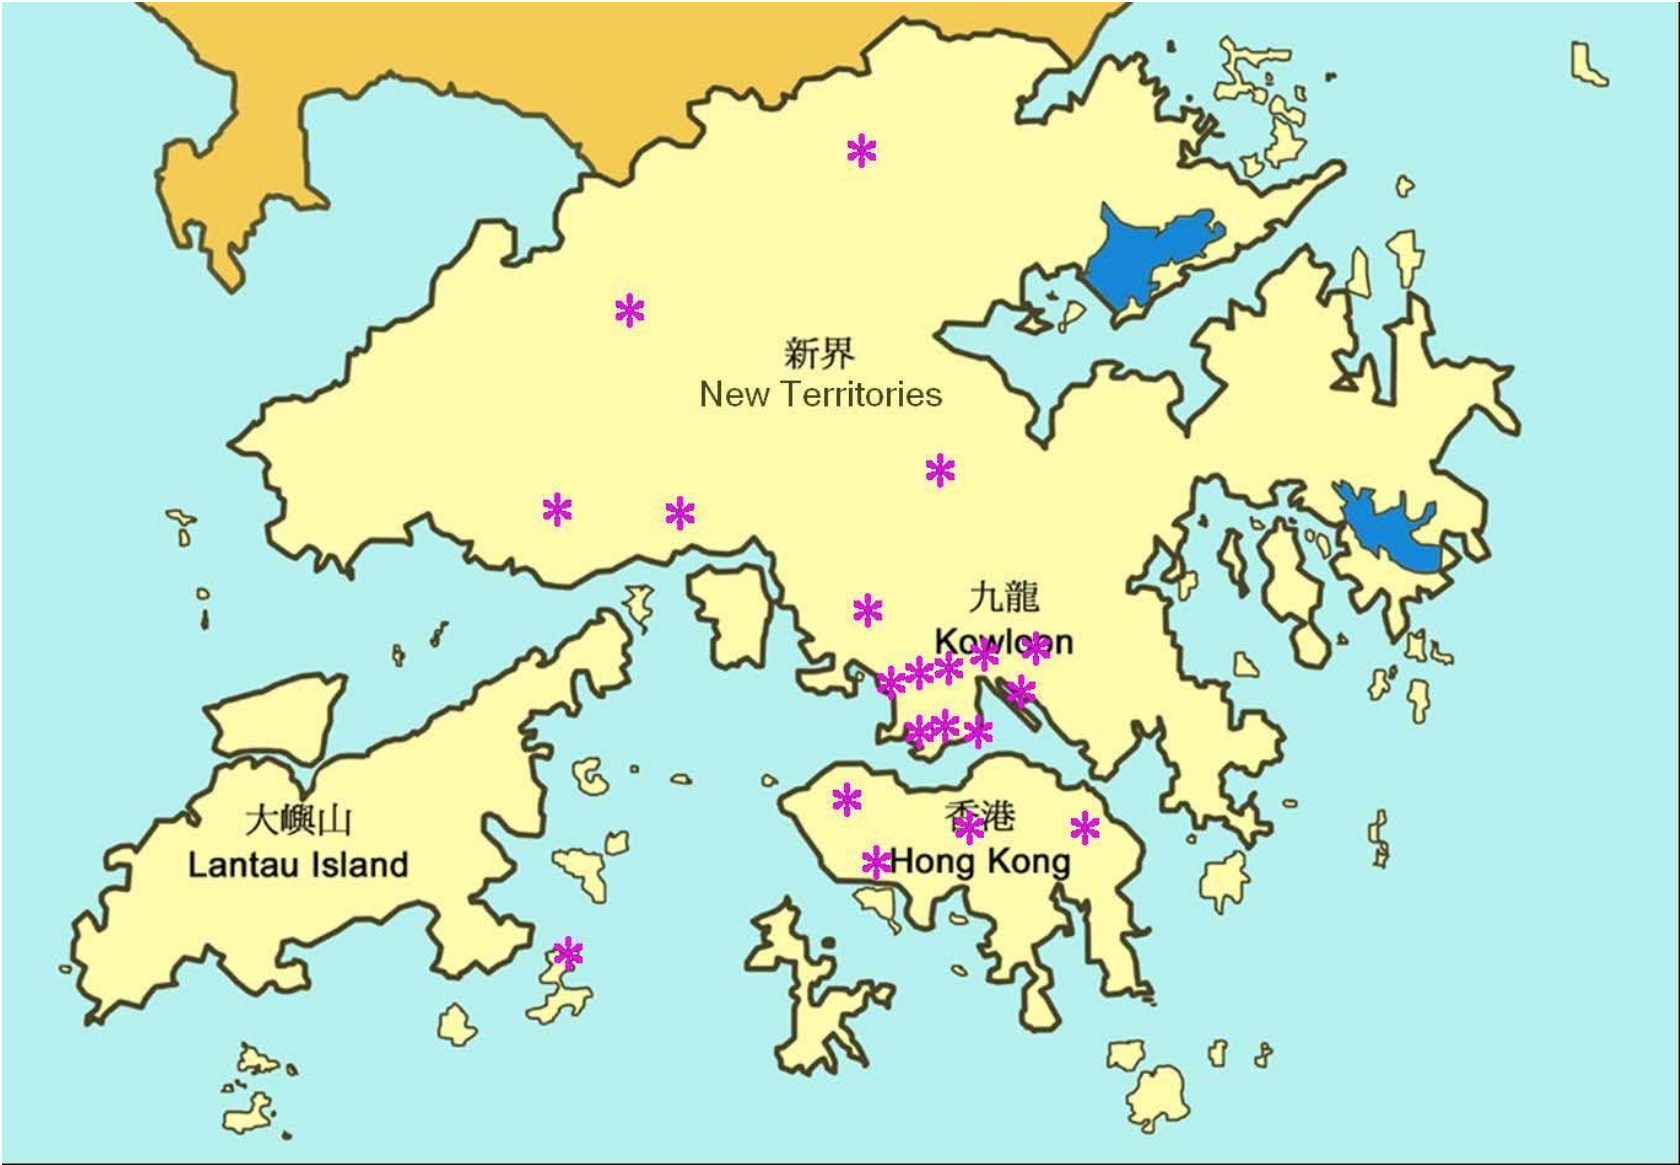 新界
New Territories
九龍
Kowloon
大嶼山
Lantau Island
香港
Hong Kong